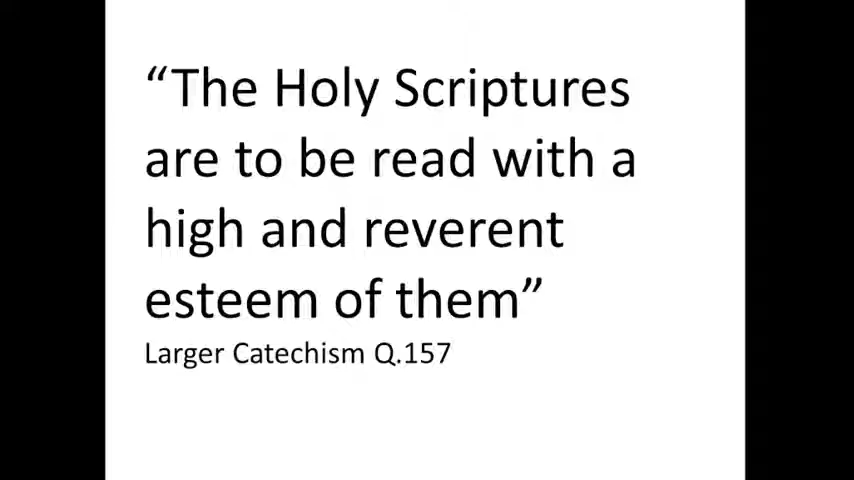 “The Holy Scriptures
are to be read with a
high and reverent
esteem of them”
Larger Catechism Q.157